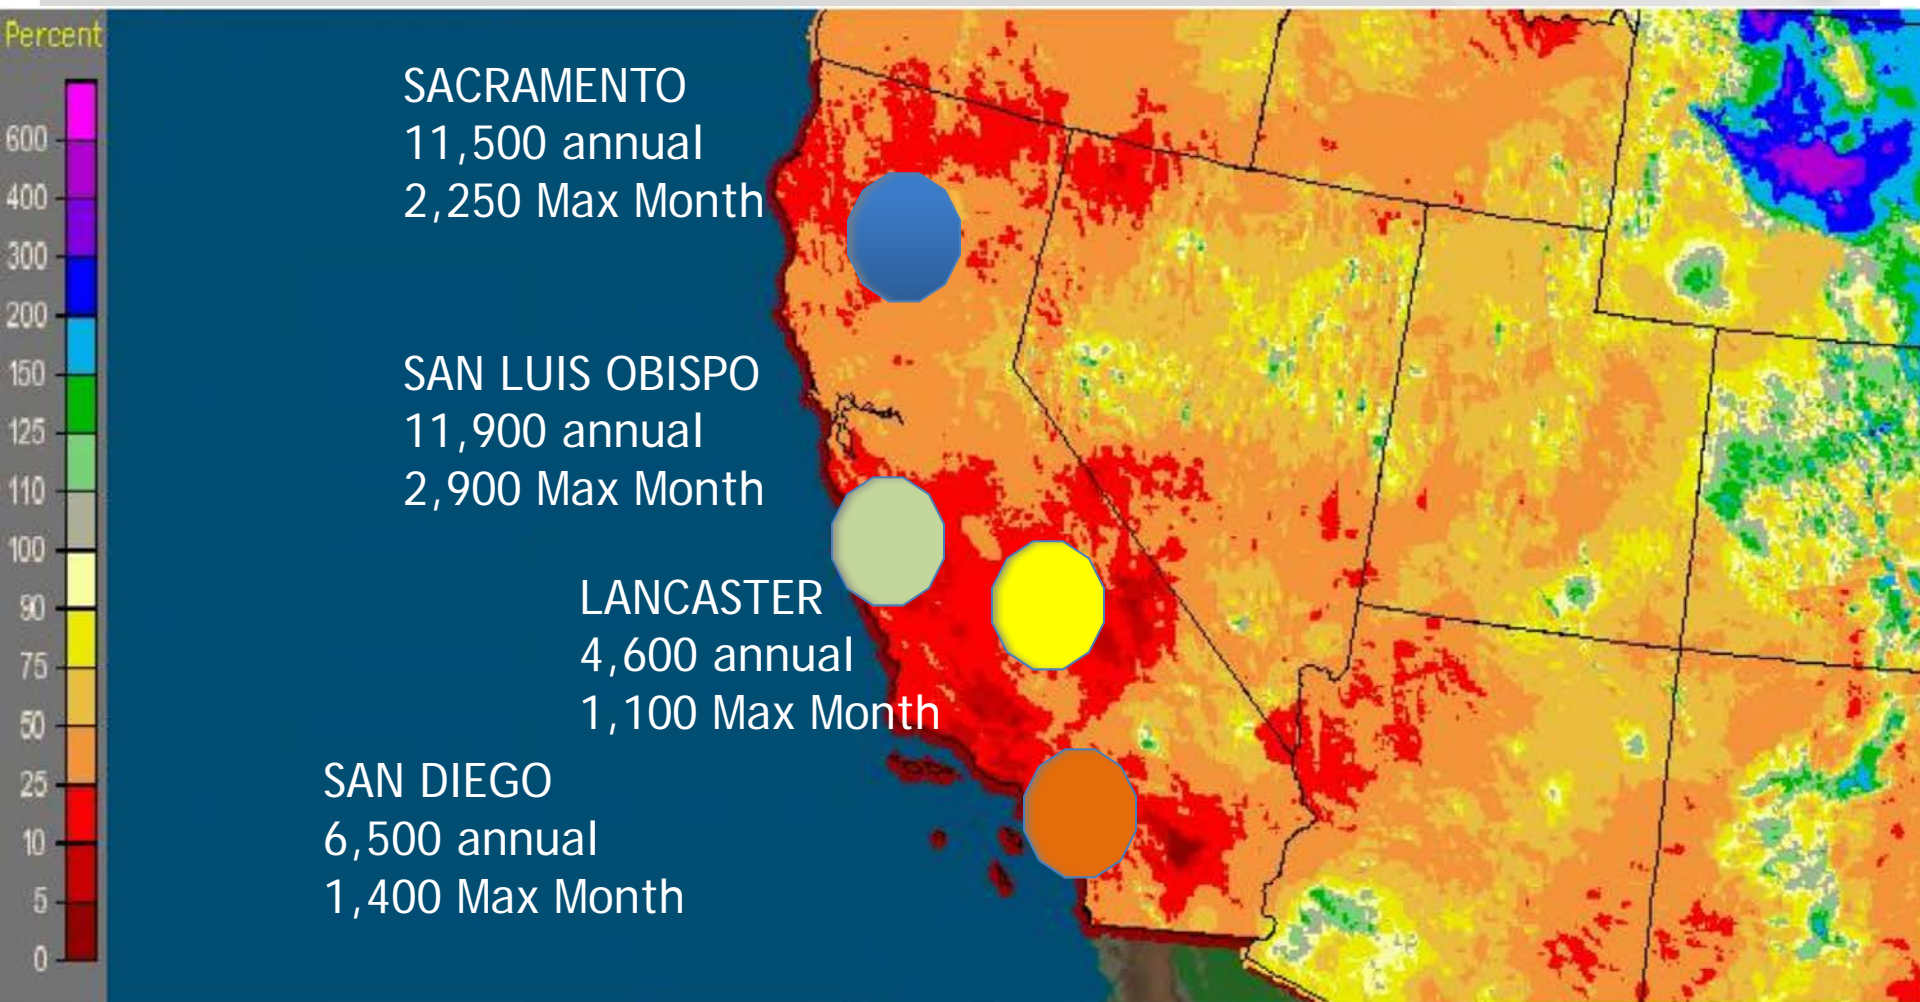 Percent
600
400
300
200
150
125
110
100
90
75
50
25
10
5
0
SACRAMENTO
11,500 annual
2,250 Max Month
SAN LUIS OBISPO
11,900 annual
2,900 Max Month
LANCASTER
4,600 annual
1,100 Max Month
SAN DIEGO
6,500 annual
1,400 Max Month